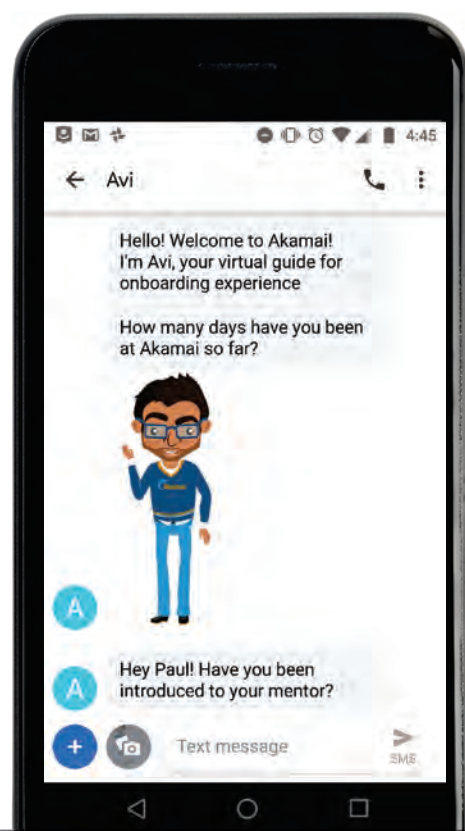 4:45
Avi
Hello! Welcome to Akamai!
I'm Avi, your virtual guide for
onboarding experience
How many days have you been
at Akamai so far?
A
Hey Paul! Have you been
A
introduced to your mentor?
Text message
SMS